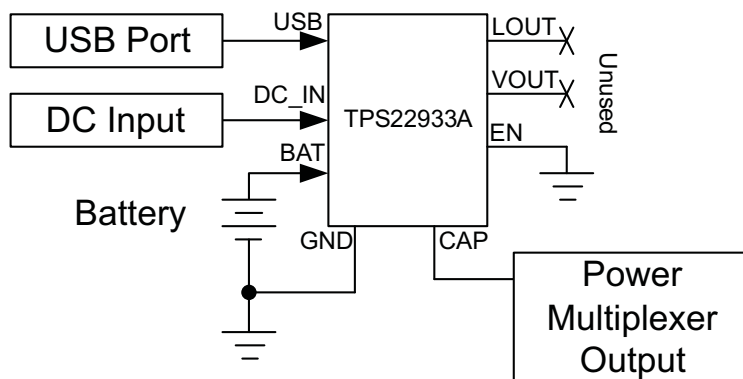 USB Port
USB
DC Input
DC_IN
BAT
Battery
GND
TPS22933A
LOUT
VOUT
Unused
EN
CAP
Power
Multiplexer
Output